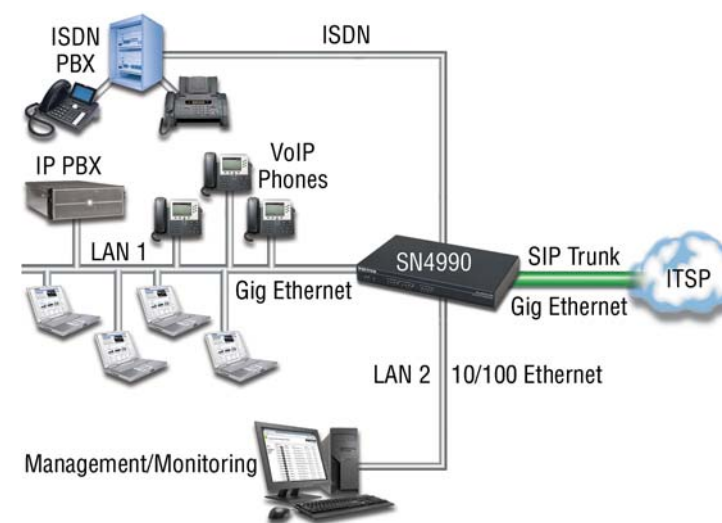 ISDN
PBX
ISDN
IP PBX
VoIP
Phones
LAN 1
Gig Ethernet
SN4990
SIP Trunk
Gig Ethernet
ITSP
LAN 2
10/100 Ethernet
Management/Monitoring